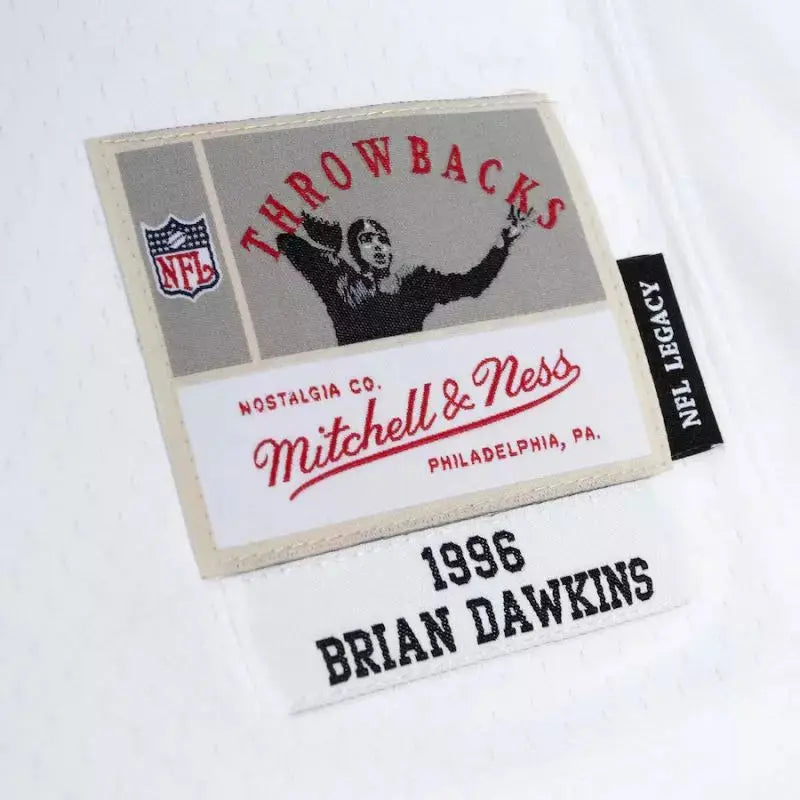 THROWBACKS
NFL
NOSTALGIA CO.
Mitchell & Ness
PHILADELPHIA, PA.
NFL LEGACY
1996
BRIAN DAWKINS